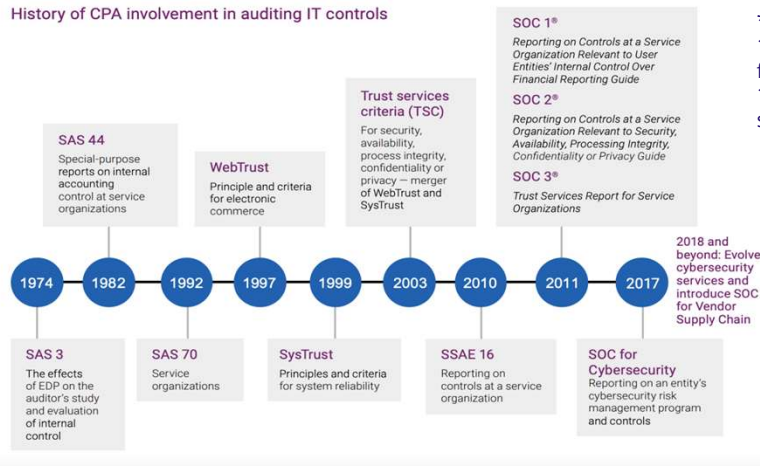 History of CPA involvement in auditing IT controls
SOC 1®
Reporting on Controls at a Service
Organization Relevant to User
Entities' Internal Control Over
Financial Reporting Guide
SOC 2®
Reporting on Controls at a Service
Organization Relevant to Security,
Availability, Processing Integrity,
Confidentiality or Privacy Guide
SOC 3®
Trust Services Report for Service
Organizations
Trust services
criteria (TSC)
For security,
availability,
process integrity,
confidentiality or
privacy — merger
of WebTrust and
SysTrust
SAS 44
Special-purpose
reports on internal
accounting
control at service
organizations
WebTrust
Principle and criteria
for electronic
commerce
1974
1982
1992
1997
1999
2003
2010
2011
2017
2018 and
beyond: Evolve
cybersecurity
services and
introduce SOC
for Vendor
Supply Chain
SAS 3
The effects
of EDP on the
auditor's study
and evaluation
of internal
control
SAS 70
Service
organizations
SysTrust
Principles and criteria
for system reliability
SSAE 16
Reporting on
controls at a service
organization
SOC for
Cybersecurity
Reporting on an entity's
cybersecurity risk
management program
and controls